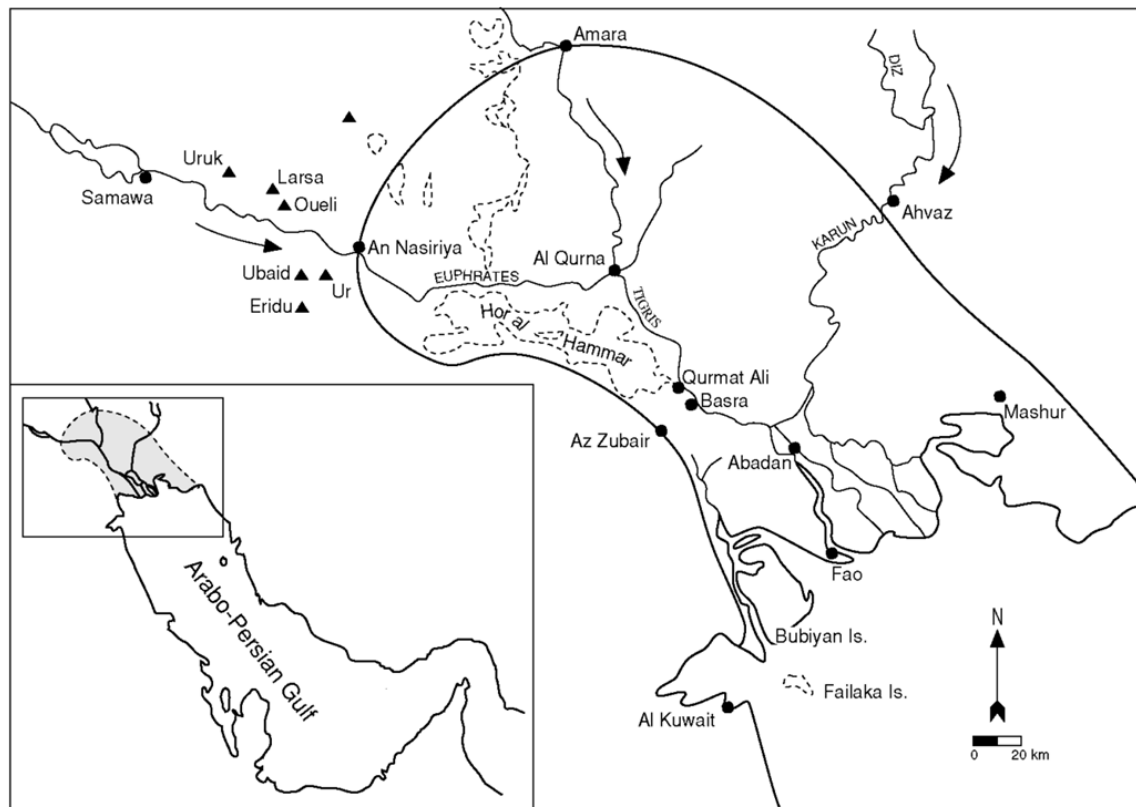 Amara
DIZ
Uruk
Larsa
Samawa
Oueli
Ahvaz
KARUN
An Nasiriya
Al Qurna
Ubaid
Ur
EUPHRATES
Eridu
TIGRIS
Hor al
Hammar
Qurmat Ali
Basra
Mashur
Az Zubair
Abadan
Fao
Arabo-Persian Gulf
N
Bubiyan Is.
Failaka Is.
Al Kuwait
0 20 km